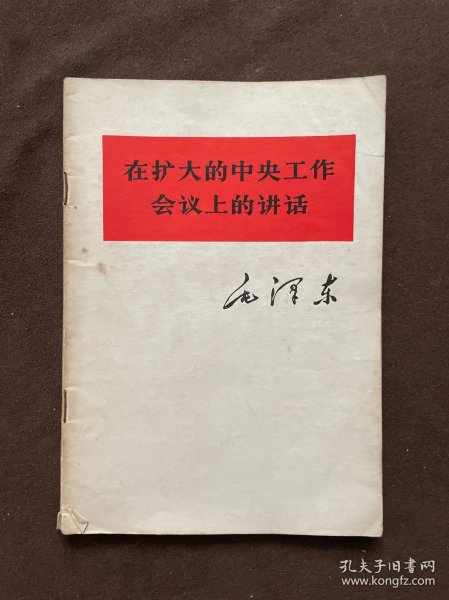 在扩大的中央工作
会议上的讲话
毛泽东
孔夫子旧书网
www.kongfz.com